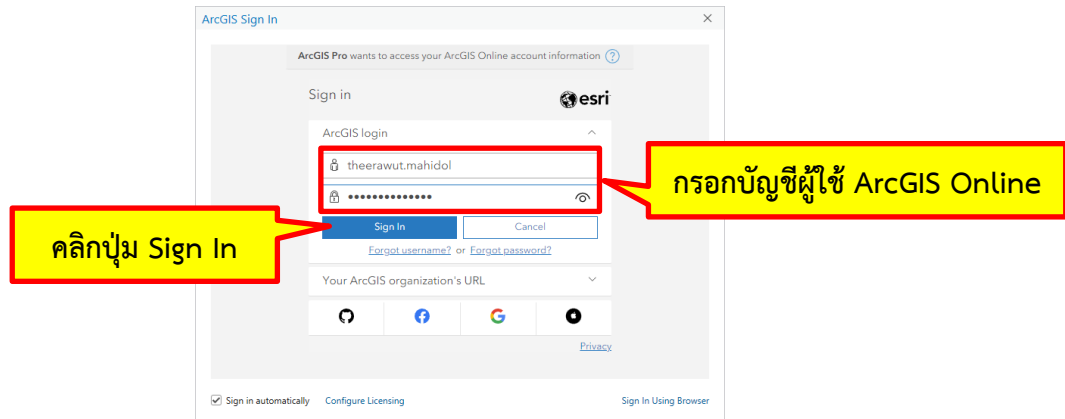 ArcGIS Sign In
ArcGIS Pro wants to access your ArcGIS Online account information ?
Sign in
esri
ArcGIS login
theerawut.mahidol
••••••••••••••
กรอกบัญชีผู้ใช้ ArcGIS Online
Sign In Cancel
คลิกปุ่ม Sign In
Forgot username? or Forgot password?
Your ArcGIS organization's URL
Privacy
Sign in automatically Configure Licensing Sign In Using Browser